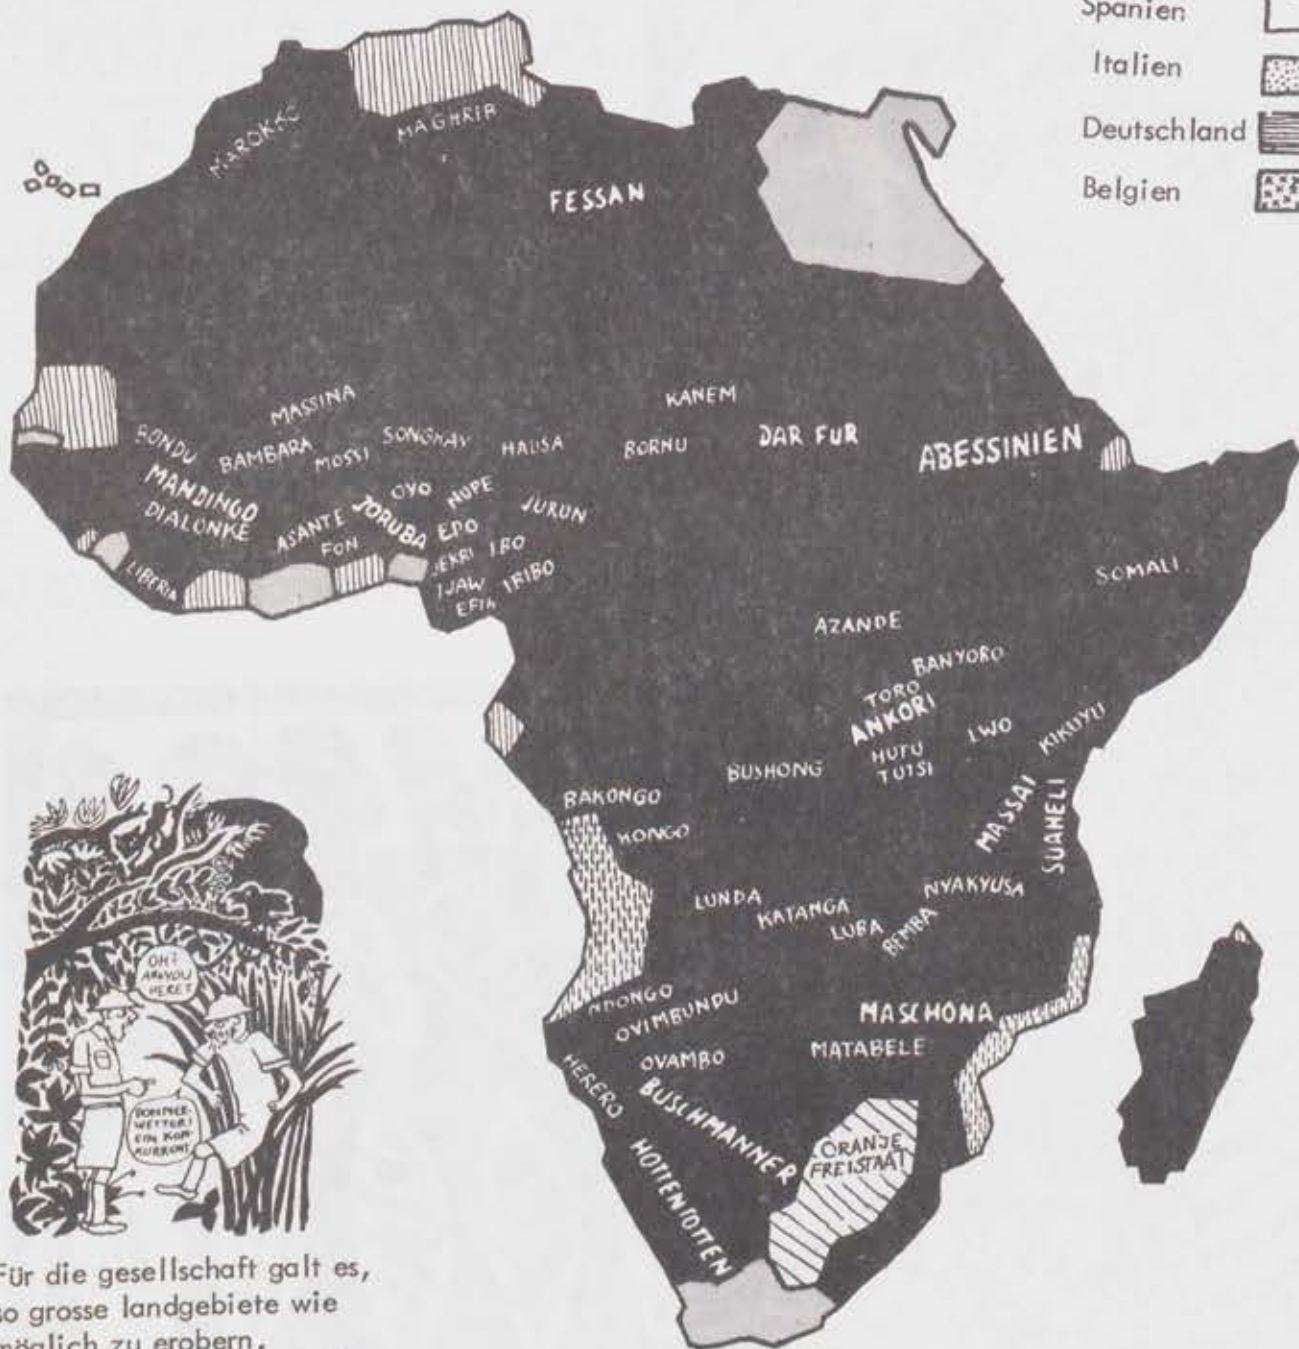 Spanien
Italien
Deutschland
Belgien
MAROKKO
MAGHRIB
FESSAN
MASSINA
KANEM
BONDU
BAMBARA
MOSSI
SONGHAY
HAUSA
BORNU
DAR FUR
ABESSINIEN
MANDINGO
DIALONKE
ASANTE
FON
OYO
JORUBA
NUPE
EDO
JURUN
JEKRI
IBO
IJAW
IBIBO
EFIK
LIBERIA
SOMALI
AZANDE
BANYORO
TORO
ANKORI
HUTU
TUTSI
LWO
KIKUYU
MASSAI
SUAHELI
BUSHONG
BAKONGO
KONGO
LUNDA
KATANGA
LUBA
BEMBA
NYAKYUSA
NDONGO
OVIMBUNDU
OVAMBO
MASCHONA
MATABELE
HERERO
BUSCHMANNER
HOTTENTOTTEN
ORANJE
FREISTAAT
OH!
ARE YOU
HERE?
DONNER-
WETTER!
EIN KON-
KURRENT
Für die gesellschaft galt es,
so grosse landgebiete wie
möglich zu erobern.